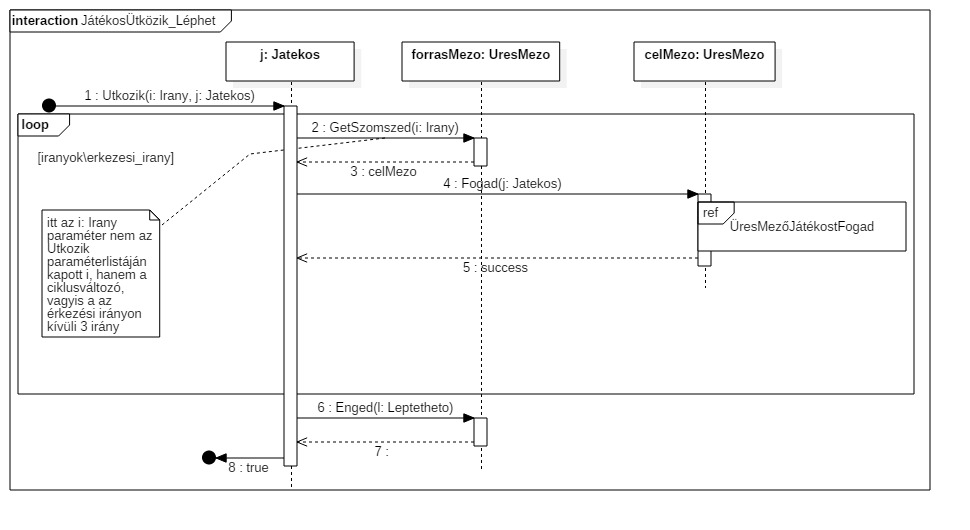 interaction JátékosÜtközik_Léphet
j: Jatekos
forrasMezo: UresMezo
celMezo: UresMezo
1 : Utkozik(i: Irany, j: Jatekos)
loop
2 : GetSzomszed(i: Irany)
[iranyok\erkezesi_irany]
3 : celMezo
4 : Fogad(j: Jatekos)
ref
ÜresMezőJátékostFogad
itt az i: Irany
paraméter nem az
Utkozik
paraméterlistáján
kapott i, hanem a
ciklusváltozó,
vagyis a az
érkezési irányon
kívüli 3 irány
5 : success
6 : Enged(l: Leptetheto)
7 :
8 : true